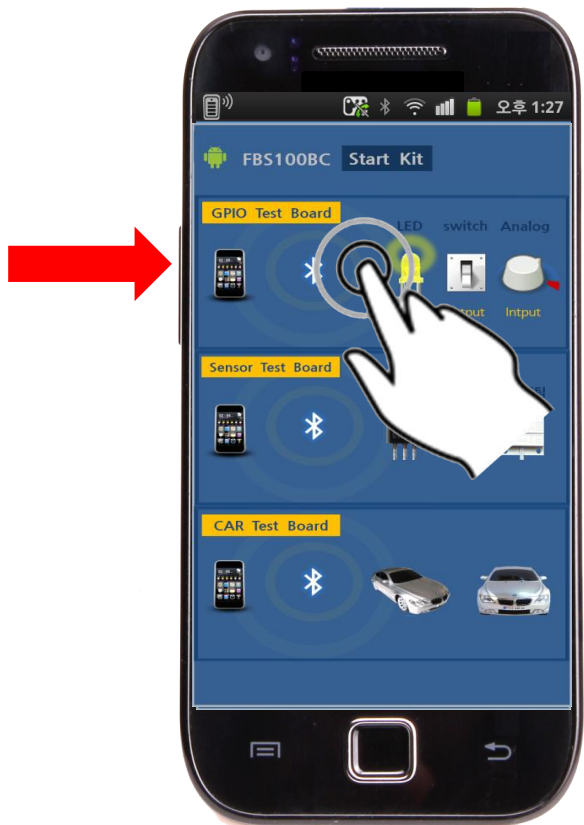 오후 1:27
FBS100BC Start Kit
GPIO Test Board
LED switch Analog
Intput
Sensor Test Board
CAR Test Board